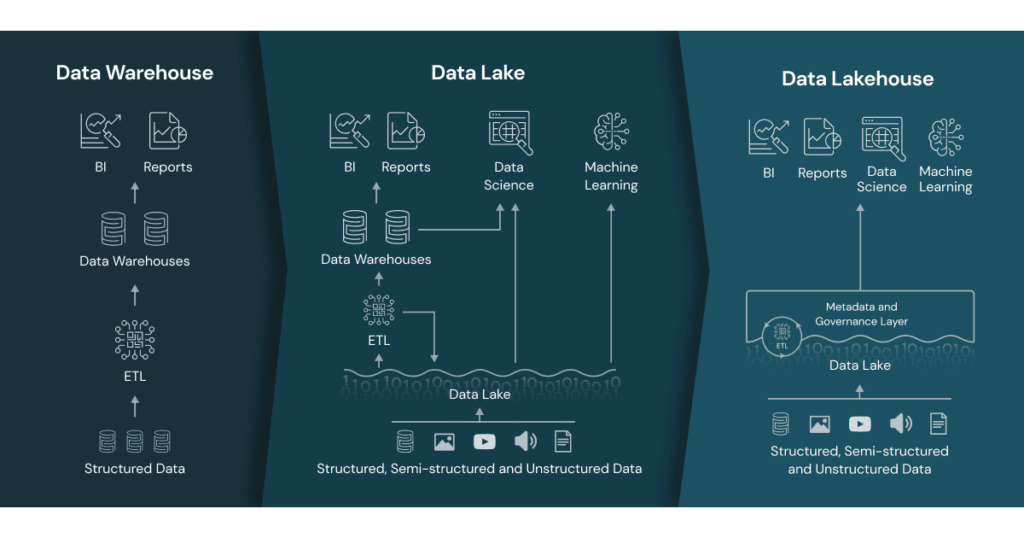 Data Warehouse
BI
Reports
Data Warehouses
ETL
Structured Data
Data Lake
BI
Reports
Data
Science
Machine
Learning
Data Warehouses
ETL
Data Lake
Structured, Semi-structured and Unstructured Data
Data Lakehouse
BI
Reports
Data
Science
Machine
Learning
Metadata and
Governance Layer
ETL
Data Lake
Structured, Semi-structured
and Unstructured Data